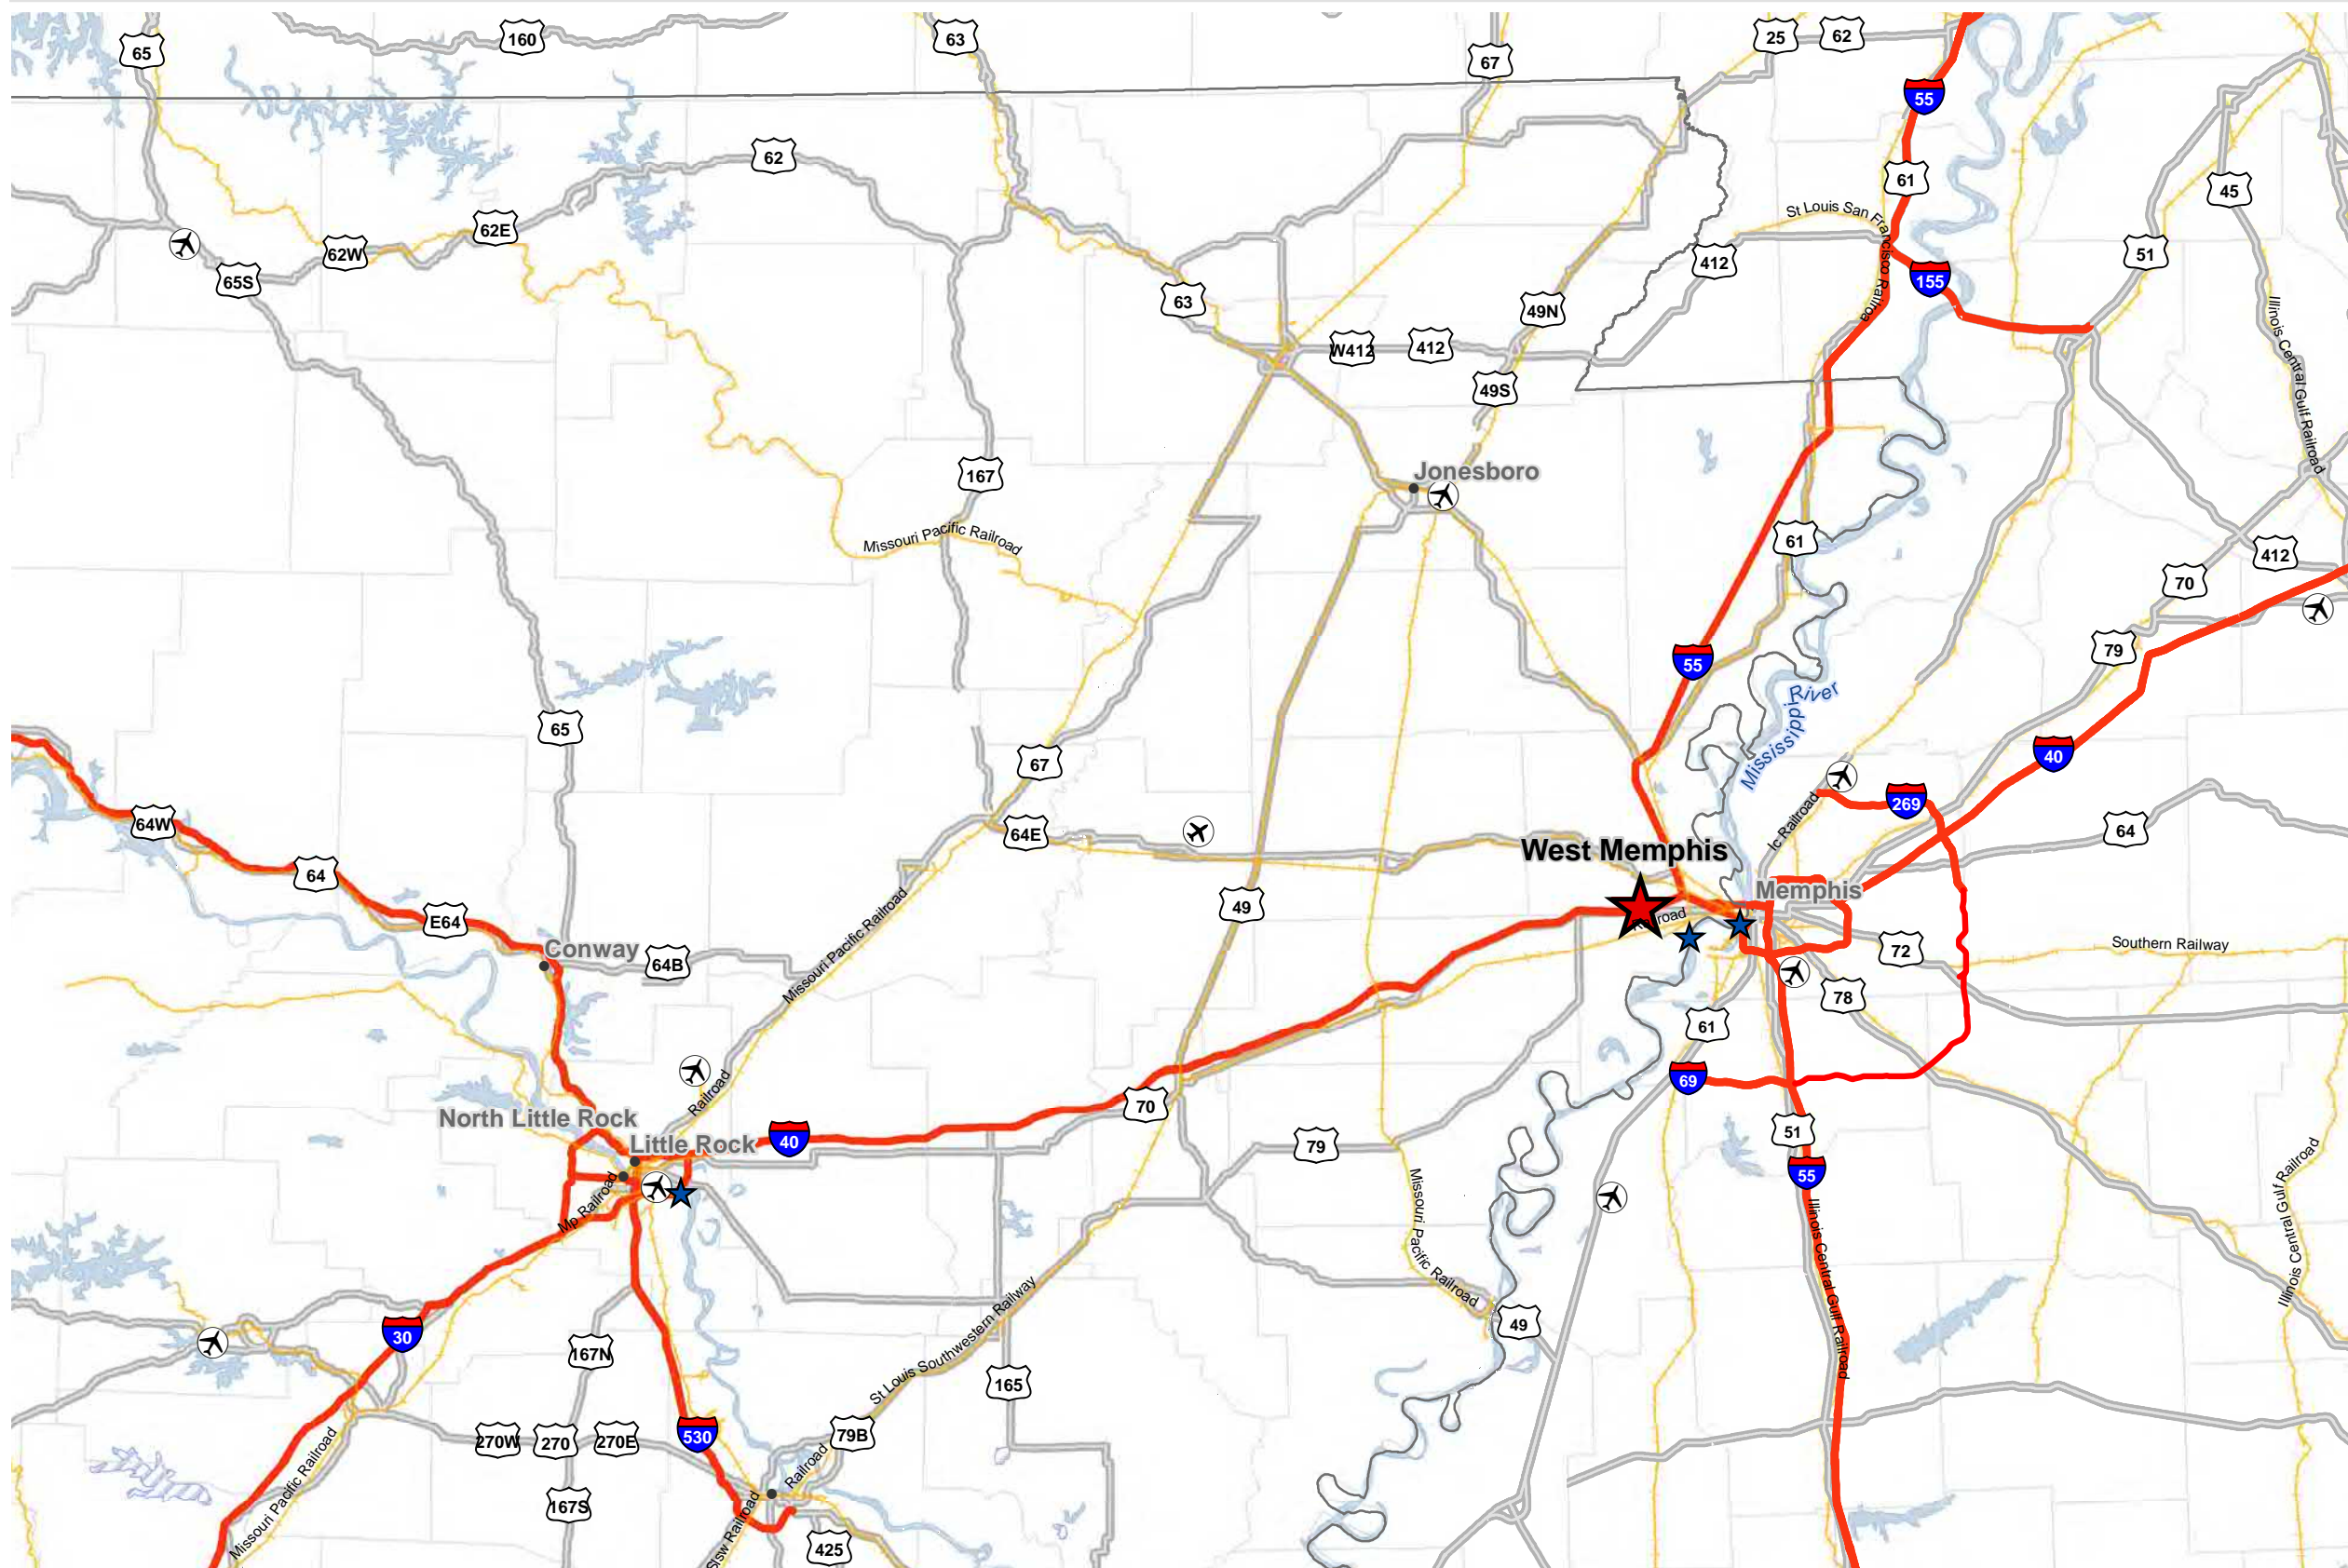 65
160
63
67
25
62
55
62
61
45
St Louis San Francisco Railroa
62E
62W
412
51
65S
155
63
49N
Illinois Central Gulf Railroad
W412
412
49S
Jonesboro
167
Missouri Pacific Railroad
61
412
70
79
55
Mississippi River
65
67
40
269
Ic Railroad
64W
64E
64
West Memphis
64
Memphis
49
Missouri Pacific Railroad
E64
Conway
64B
72
Southern Railway
78
61
69
Railroad
70
North Little Rock
Little Rock
40
79
51
55
Mp Railroad
Missouri Pacific Railroad
Illinois Central Gulf Railroad
Illinois Central Gulf Railroad
30
167N
49
St Louis Southwestern Railway
165
270W
270
270E
530
79B
Railroad
Missouri Pacific Railroad
167S
Slsw Railroad
425